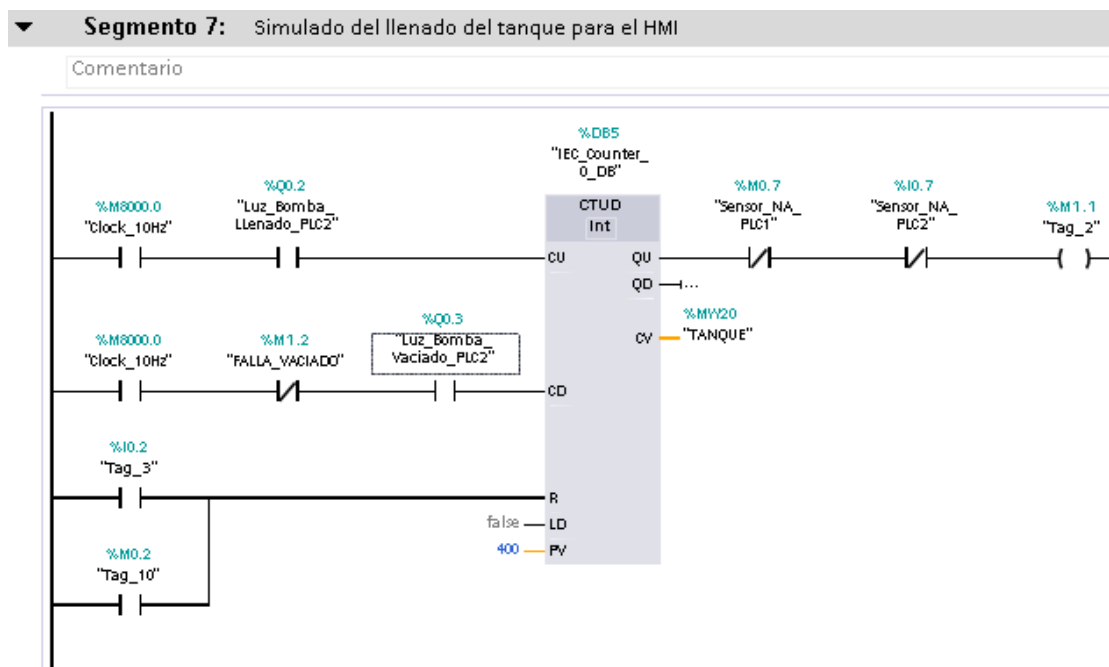 Segmento 7: Simulado del llenado del tanque para el HMI
Comentario
%DB5
"IEC_Counter_
0_DB"
%M8000.0
"Clock_10Hz"
%Q0.2
"Luz_Bomba_
LLenado_PLC2"
CTUD
Int
%M0.7
"Sensor_NA_
PLC1"
%I0.7
"Sensor_NA_
PLC2"
%M1.1
"Tag_2"
CU
QU
QD
...
%MW20
CV
"TANQUE"
%M8000.0
"Clock_10Hz"
%M1.2
"FALLA_VACIADO"
%Q0.3
"Luz_Bomba_
Vaciado_PLC2"
CD
%I0.2
"Tag_3"
R
false
LD
400
PV
%M0.2
"Tag_10"